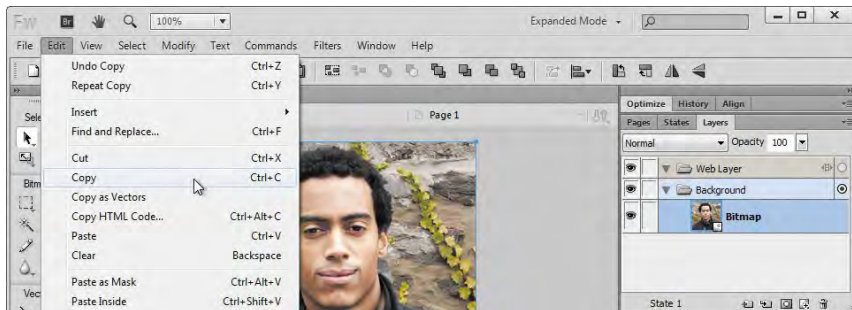 Fw Br 100% Expanded Mode
File Edit View Select Modify Text Commands Filters Window Help
Undo Copy Ctrl+Z
Repeat Copy Ctrl+Y
Insert
Find and Replace... Ctrl+F
Cut Ctrl+X
Copy Ctrl+C
Copy as Vectors
Copy HTML Code... Ctrl+Alt+C
Paste Ctrl+V
Clear Backspace
Paste as Mask Ctrl+Alt+V
Paste Inside Ctrl+Shift+V
Sele
Bitm
Vec
Page 1
Optimize History Align
Pages States Layers
Normal Opacity 100
Web Layer
Background
Bitmap
State 1